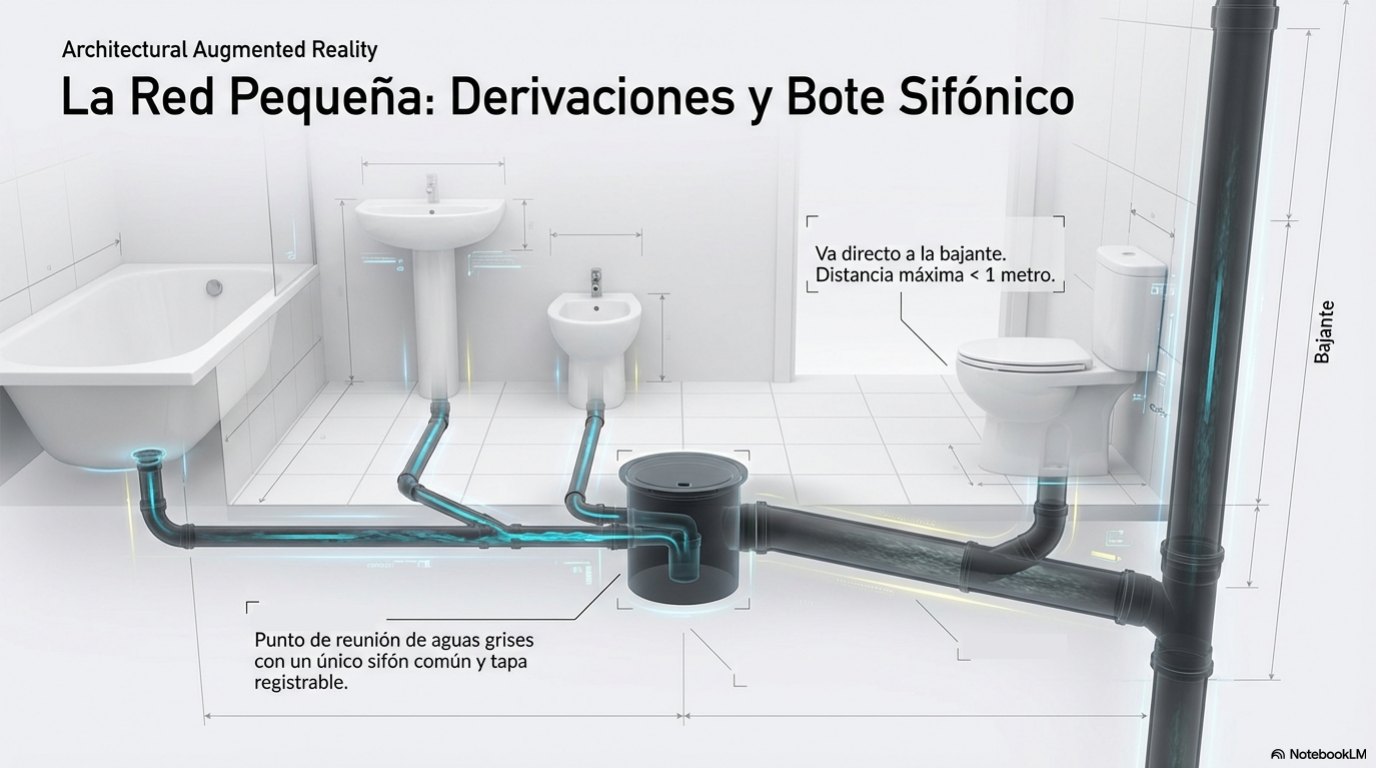 Architectural Augmented Reality
La Red Pequeña: Derivaciones y Bote Sifónico
Va directo a la bajante.
Distancia máxima < 1 metro.
Bajante
Punto de reunión de aguas grises
con un único sifón común y tapa
registrable.
NotebookLM